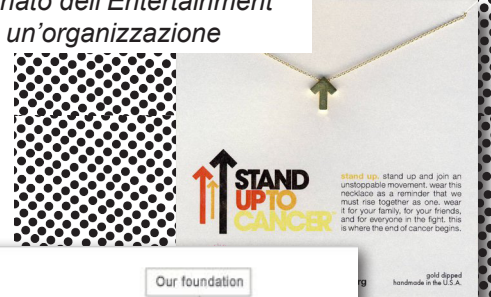 dell'Entertainment
un'organizzazione
STAND
UP TO
CANCER
stand up. stand up and join an
unstoppable movement. wear this
necklace as a reminder that we
must rise together as one. wear
it for your family, for your friends,
and for everyone in the fight. this
is where the end of cancer begins.
Our foundation
rg
gold dipped
handmade in the U.S.A.